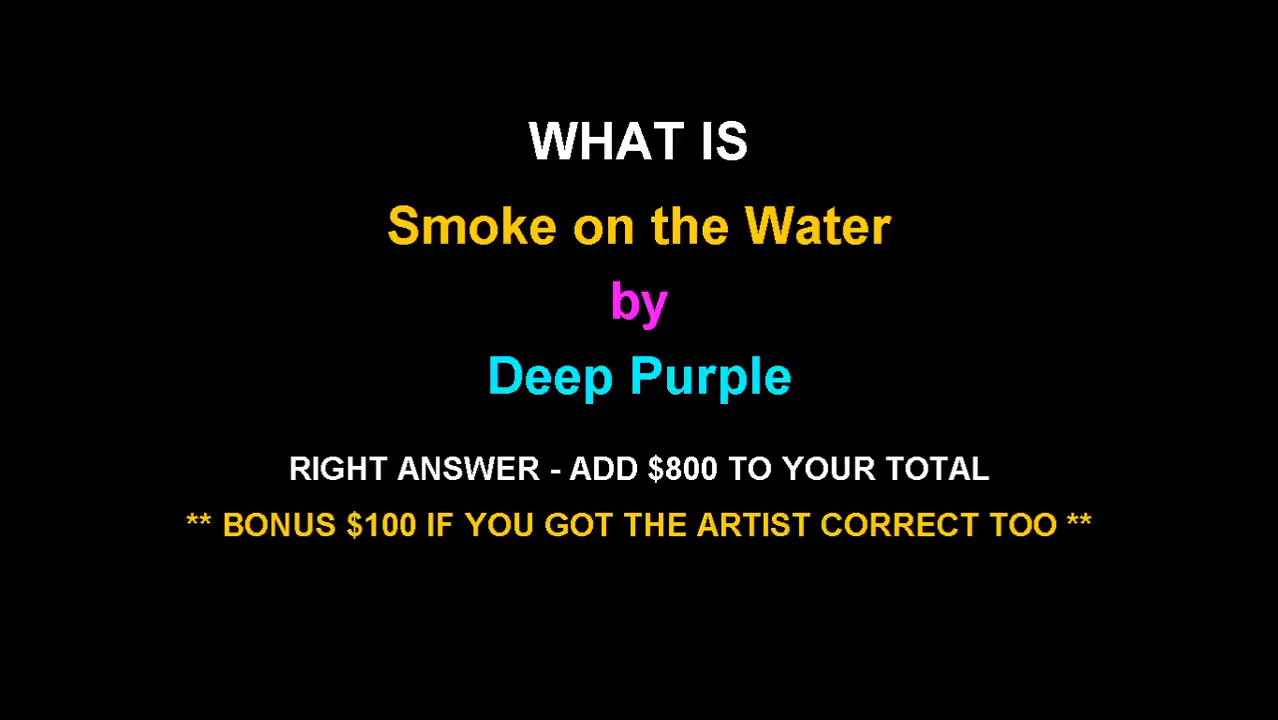 WHAT IS
Smoke on the Water
by
Deep Purple
RIGHT ANSWER - ADD $800 TO YOUR TOTAL
** BONUS $100 IF YOU GOT THE ARTIST CORRECT TOO **